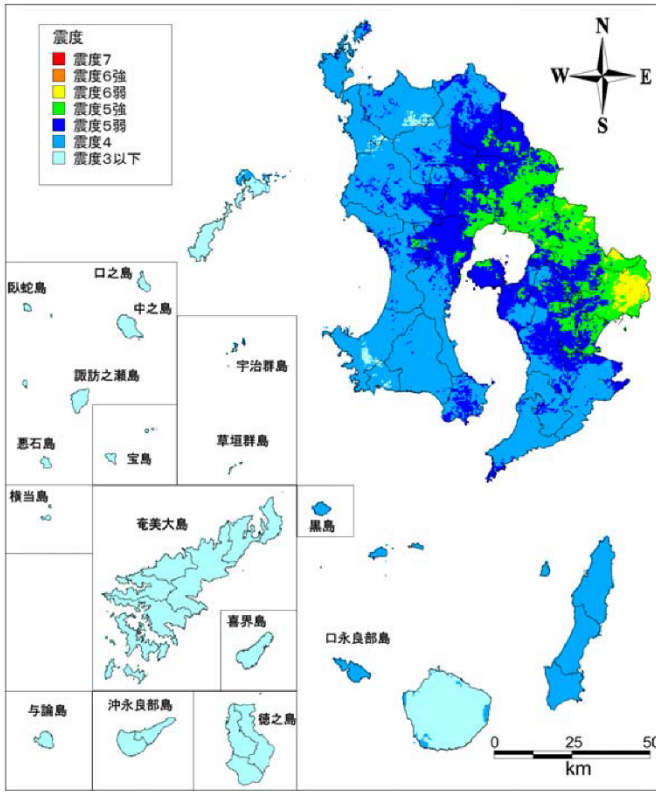 震度
震度7
震度6強
震度6弱
震度5強
震度5弱
震度4
震度3以下
N
W E
S
口之島
臥蛇島
中之島
宇治群島
諏訪之瀬島
草垣群島
宝島
悪石島
横当島
奄美大島
黒島
喜界島
口永良部島
与論島
沖永良部島
徳之島
0 25 50
km